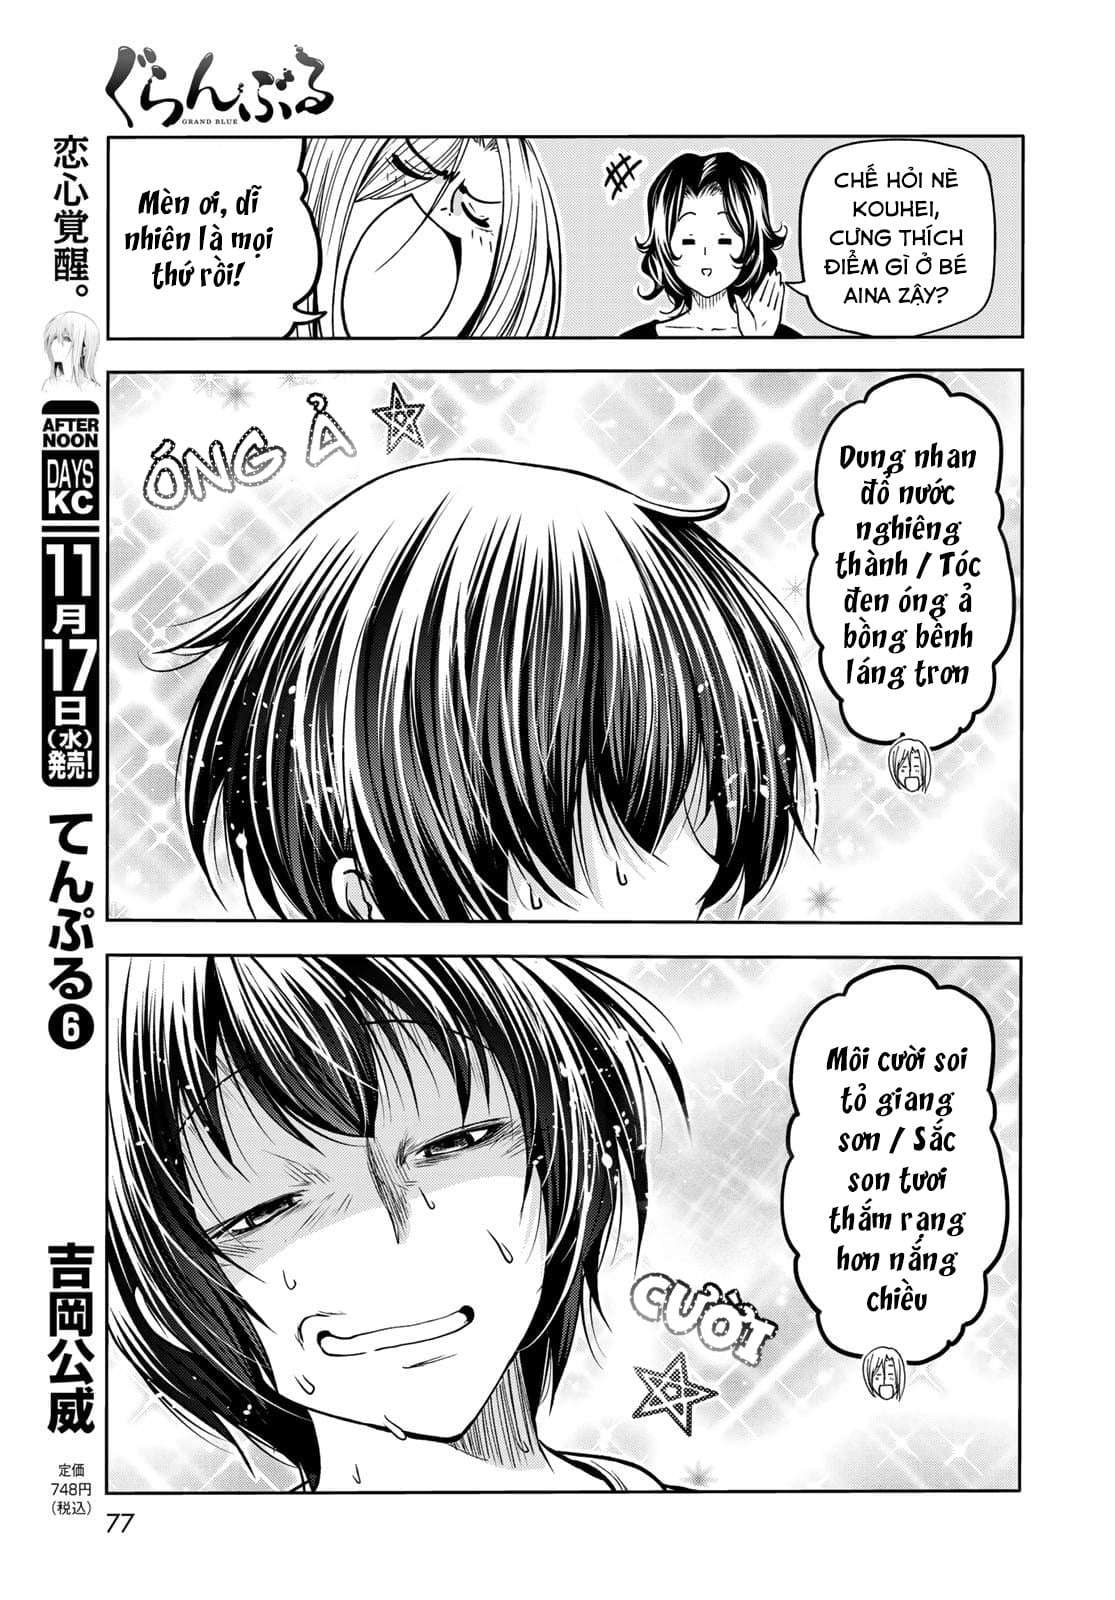 ぐらんぶる
GRAND BLUE
CHẾ HỎI NÈ
KOUHEI,
CƯNG THÍCH
ĐIỂM GÌ Ở BÉ
AINA ZẬY?
Mèn ơi, dĩ
nhiên là mọi
thứ rồi!
Dung nhan
đổ nước
nghiêng
thành / Tóc
đen óng ả
bồng bềnh
láng trơn
ÓNG Ả
Môi cười soi
tỏ giang
sơn / Sắc
son tươi
thắm rạng
hơn nắng
chiều
CƯỜI
恋心覚醒。
AFTER
NOON
DAYS
KC
11月17日(水)発売!
てんぷる❻
吉岡公威
定価
748円
(税込)
77